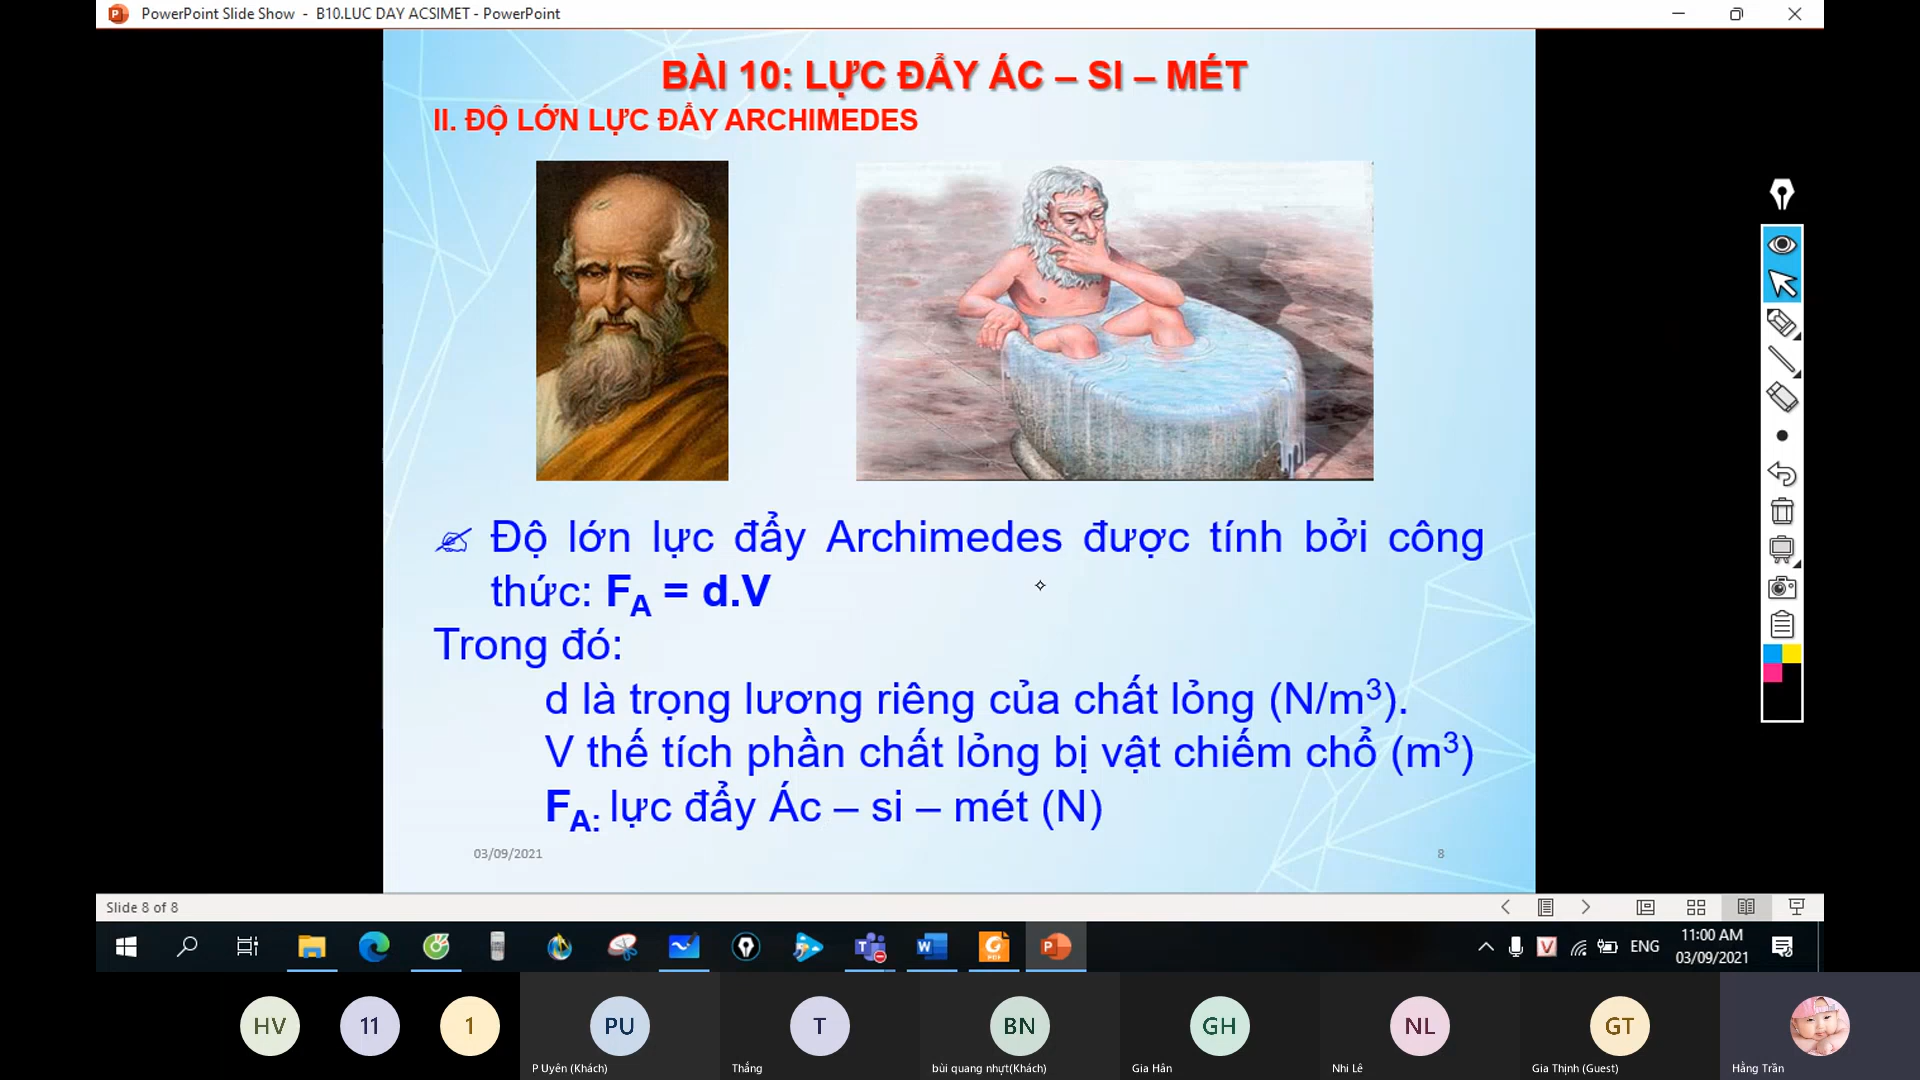 PowerPoint Slide Show - B10.LUC DAY ACSIMET - PowerPoint
BÀI 10: LỰC ĐẨY ÁC – SI – MÉT
II. ĐỘ LỚN LỰC ĐẨY ARCHIMEDES
Độ lớn lực đẩy Archimedes được tính bởi công
thức: F_A = d.V
Trong đó:
d là trọng lương riêng của chất lỏng (N/m³).
V thế tích phần chất lỏng bị vật chiếm chổ (m³)
F_A: lực đẩy Ác – si – mét (N)
03/09/2021
8
Slide 8 of 8
ENG
11:00 AM
03/09/2021
HV
11
1
PU
T
BN
GH
NL
GT
P Uyên (Khách)
Thắng
bùi quang nhựt(Khách)
Gia Hân
Nhi Lê
Gia Thịnh (Guest)
Hằng Trần